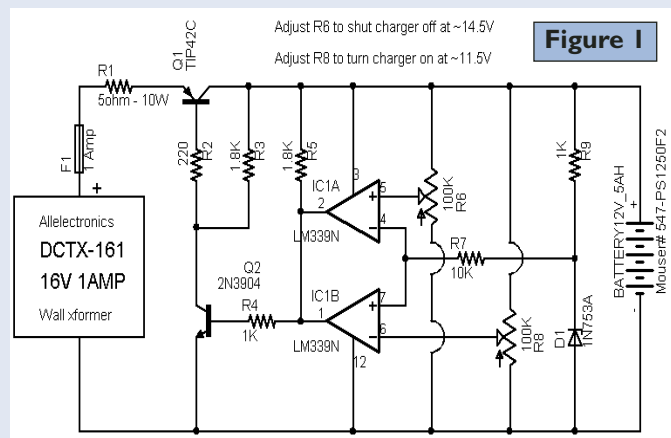 Adjust R6 to shut charger off at ~14.5V
Adjust R8 to turn charger on at ~11.5V
Figure 1
Q1
TIP42C
R1
5ohm - 10W
F1
1 Amp
+
220
R2
1.8K
R3
1.8K
R5
3
IC1A
2
5
+
4
-
LM339N
100K
R6
1K
R9
BATTERY12V_5AH
Mouser# 547-PS1250F2
+
-
Allelectronics
DCTX-161
16V 1AMP
Wall xformer
Q2
2N3904
R4
1K
R7
10K
IC1B
1
7
+
6
-
LM339N
12
100K
R8
D1
1N753A